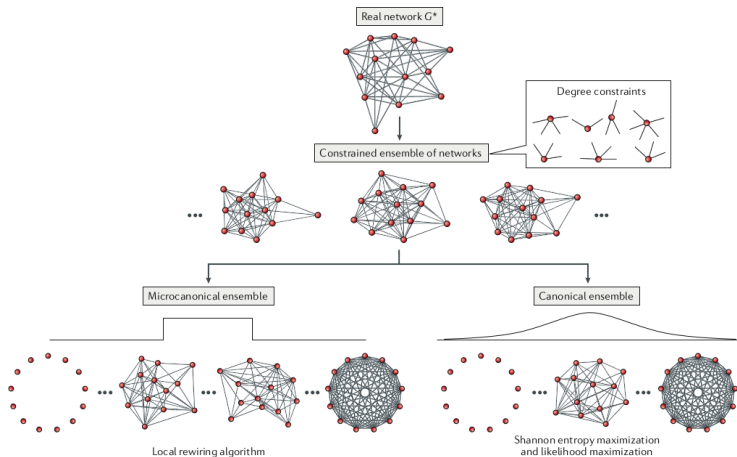 Real network G*
Degree constraints
Constrained ensemble of networks
...
...
Microcanonical ensemble
Canonical ensemble
...
...
...
...
...
Local rewiring algorithm
Shannon entropy maximization
and likelihood maximization